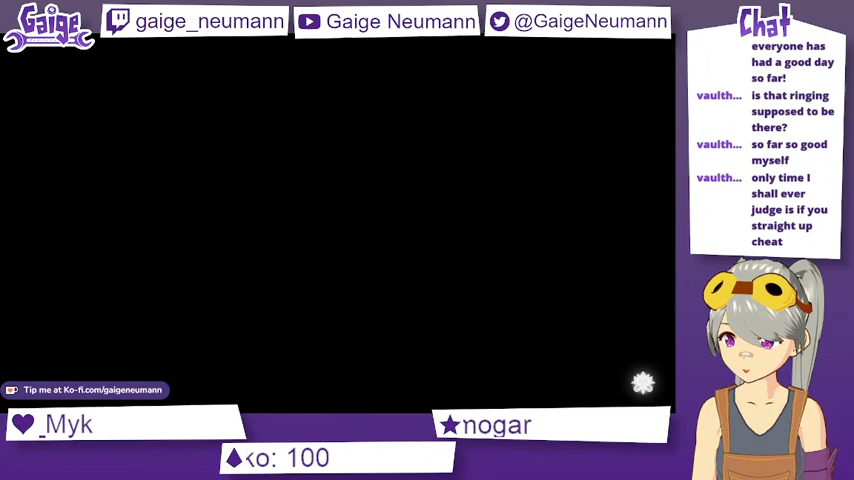 Gaige
gaige_neumann
Gaige Neumann
@GaigeNeumann
Chat
everyone has
had a good day
so far!
vaulth... is that ringing
supposed to be
there?
vaulth... so far so good
myself
vaulth... only time I
shall ever
judge is if you
straight up
cheat
Tip me at Ko-fi.com/gaigeneumann
_Myk
nogar
ko: 100